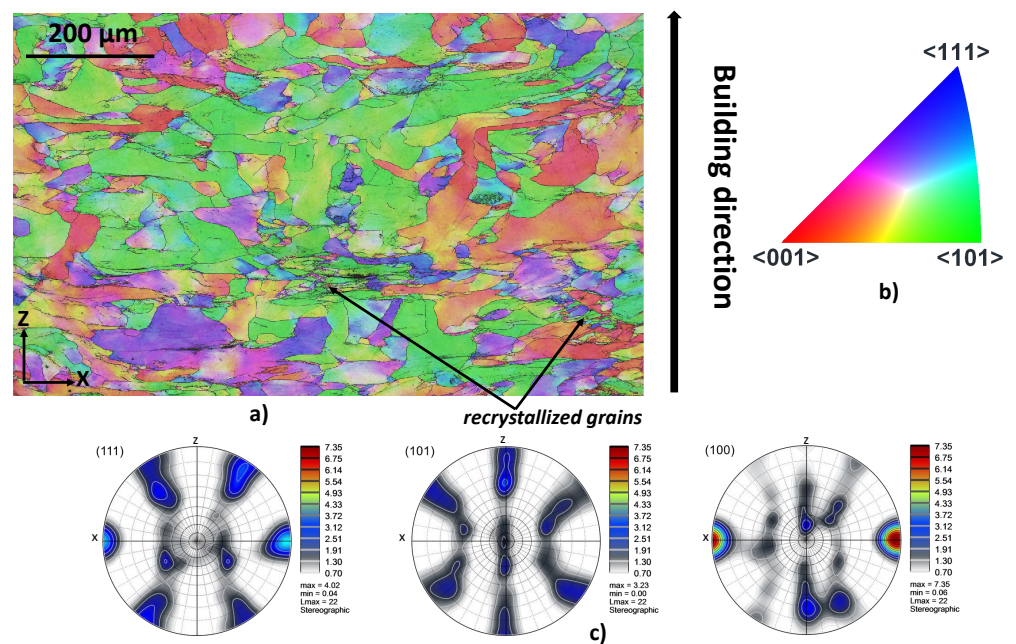 200 µm
Z
X
a)
recrystallized grains
Building direction
<111>
<001>
<101>
b)
(111)
Z
X
7.35
6.75
6.14
5.54
4.93
4.33
3.72
3.12
2.51
1.91
1.30
0.70
max = 4.02
min = 0.04
Lmax = 22
Stereographic
(101)
Z
X
7.35
6.75
6.14
5.54
4.93
4.33
3.72
3.12
2.51
1.91
1.30
0.70
max = 3.23
min = 0.00
Lmax = 22
Stereographic
(100)
Z
X
7.35
6.75
6.14
5.54
4.93
4.33
3.72
3.12
2.51
1.91
1.30
0.70
max = 7.35
min = 0.06
Lmax = 22
Stereographic
c)